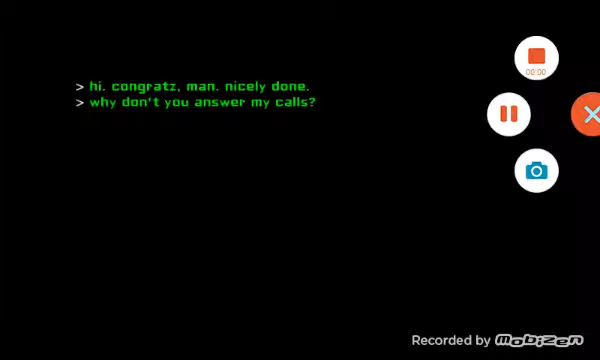 > hi. congratz, man. nicely done.
> why don't you answer my calls?
00:00
Recorded by Mobizen